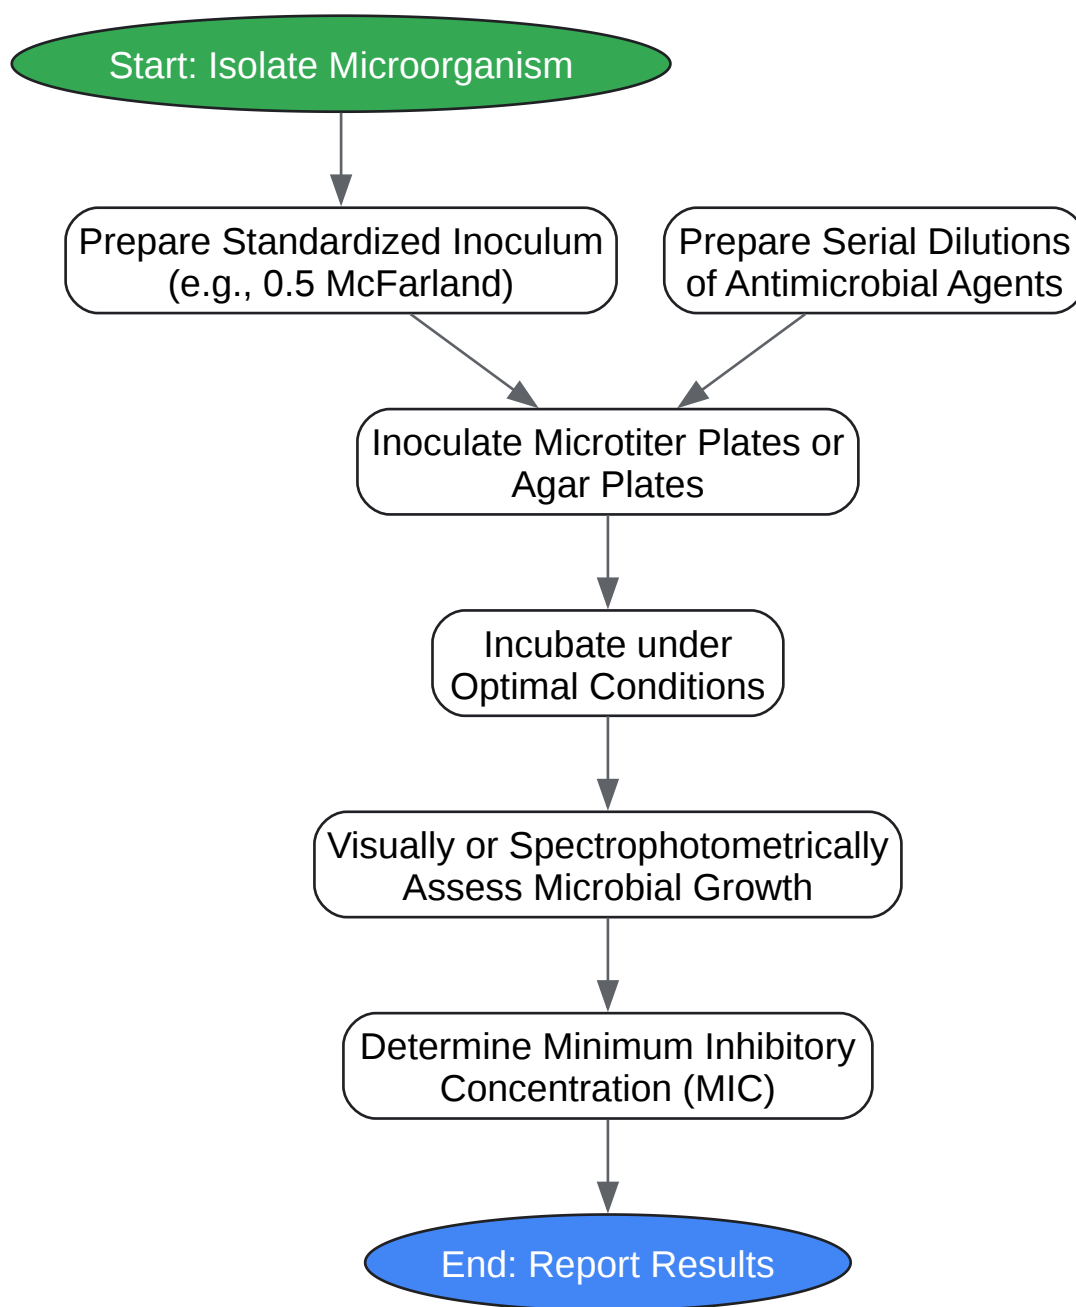 Start: Isolate Microorganism
Prepare Standardized Inoculum
(e.g., 0.5 McFarland)
Prepare Serial Dilutions
of Antimicrobial Agents
Inoculate Microtiter Plates or
Agar Plates
Incubate under
Optimal Conditions
Visually or Spectrophotometrically
Assess Microbial Growth
Determine Minimum Inhibitory
Concentration (MIC)
End: Report Results